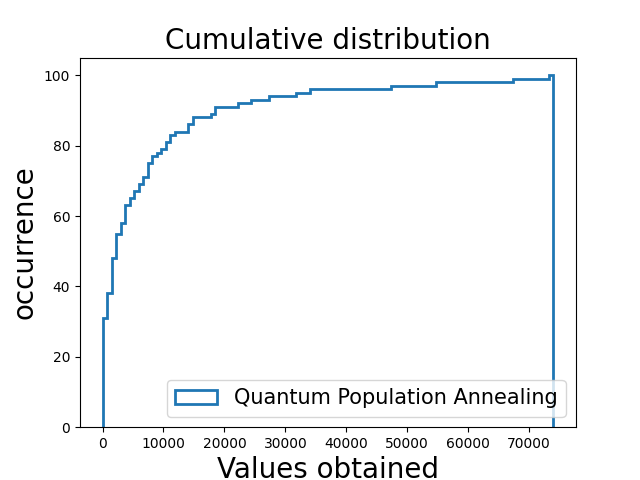 Cumulative distribution
occurrence
100
80
60
40
20
0
Quantum Population Annealing
0 10000 20000 30000 40000 50000 60000 70000
Values obtained